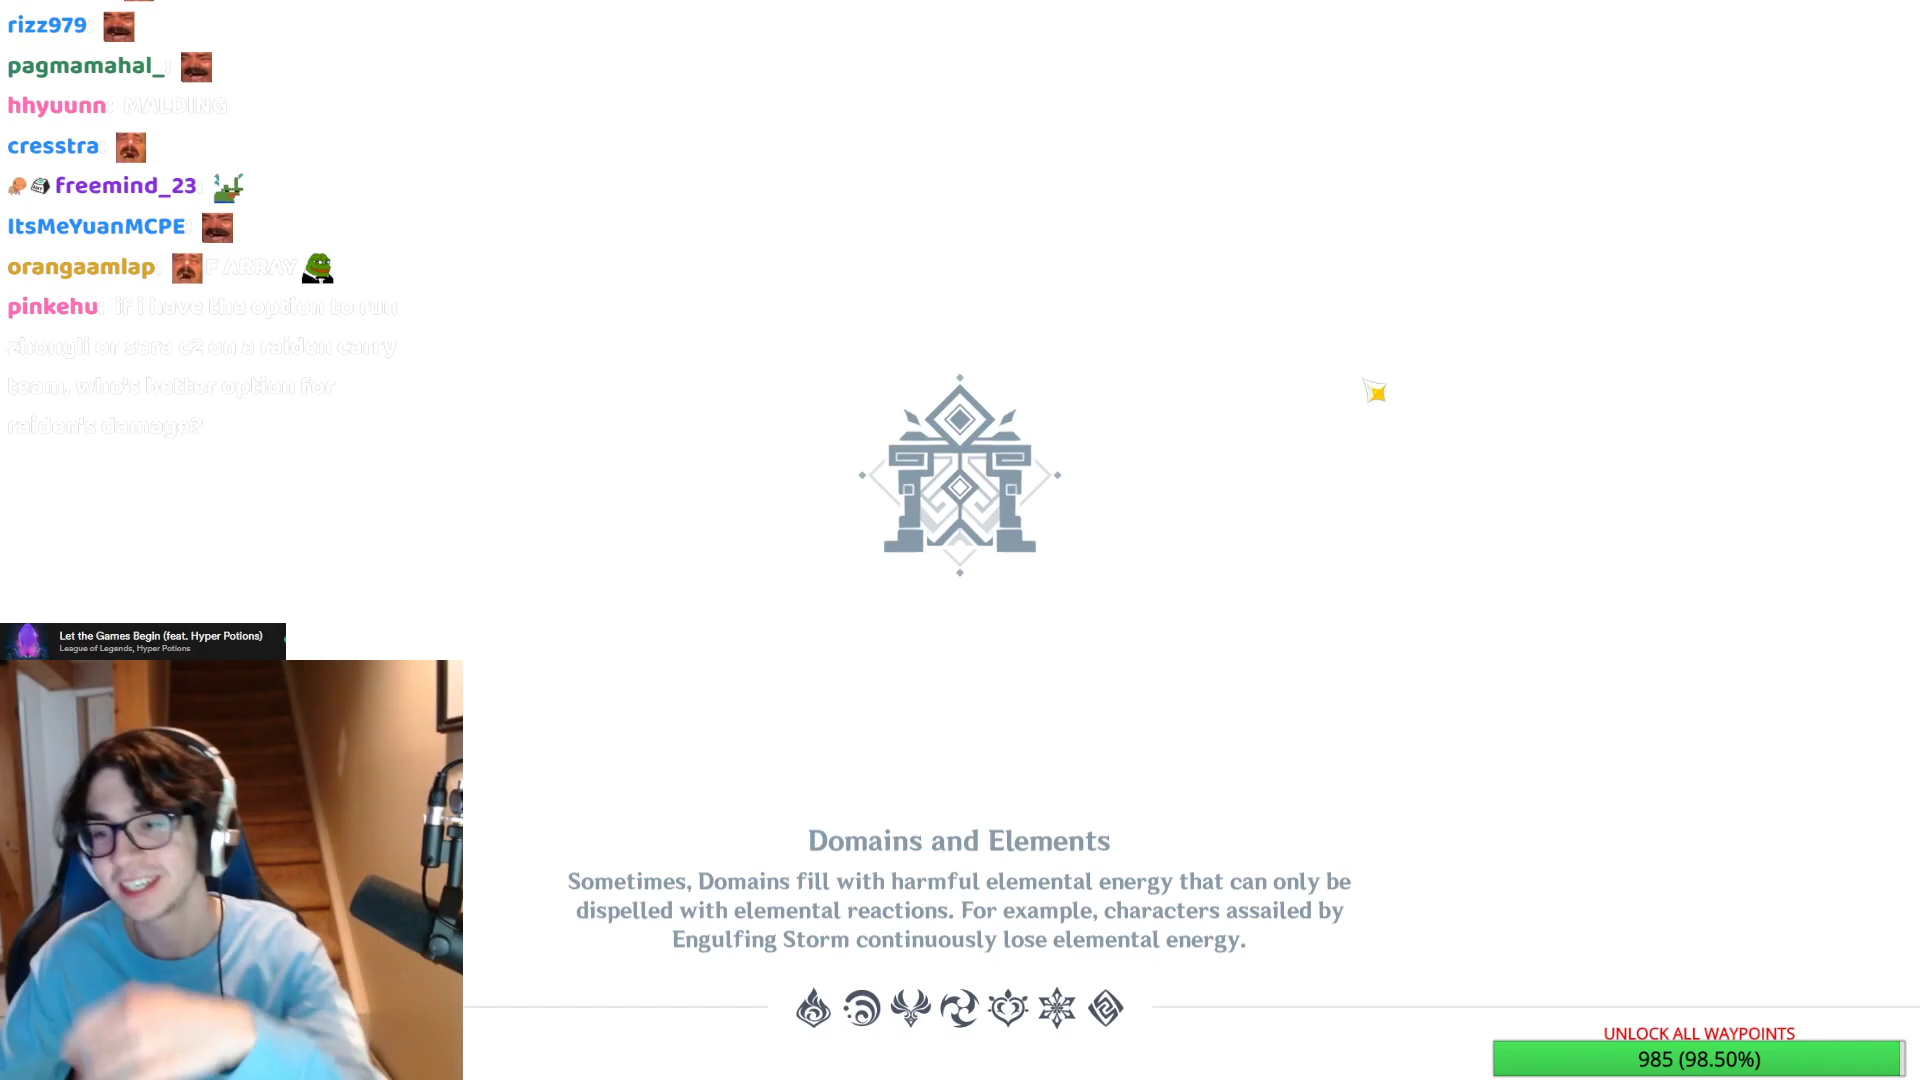 rizz979
pagmamahal_:
hhyuunn: MALDING
cresstra
freemind_23:
ItsMeYuanMCPE
orangaamlap: F ARRAY
pinkehu: if i have the option to run
zhongli or sara c2 on a raiden carry
team, who's better option for
raiden's damage?
Let the Games Begin (feat. Hyper Potions)
League of Legends, Hyper Potions
Domains and Elements
Sometimes, Domains fill with harmful elemental energy that can only be
dispelled with elemental reactions. For example, characters assailed by
Engulfing Storm continuously lose elemental energy.
UNLOCK ALL WAYPOINTS
985 (98.50%)